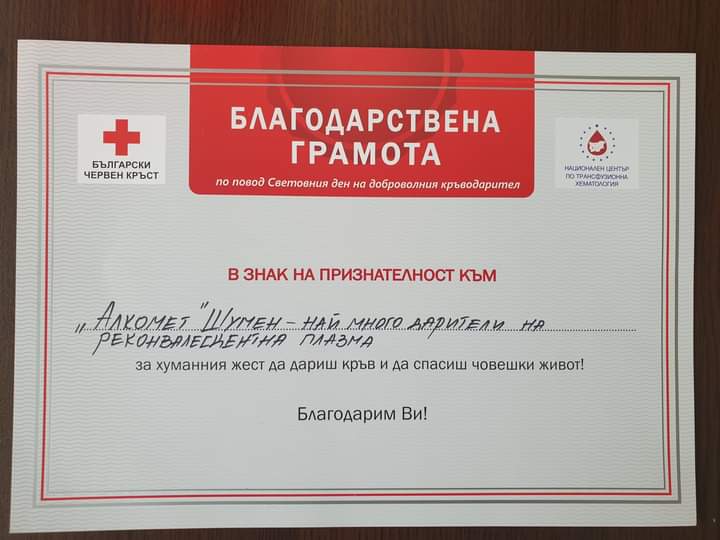 БЛАГОДАРСТВЕНА
ГРАМОТА
по повод Световния ден на доброволния кръводарител
БЪЛГАРСКИ
ЧЕРВЕН КРЪСТ
НАЦИОНАЛЕН ЦЕНТЪР
ПО ТРАНСФУЗИОННА
ХЕМАТОЛОГИЯ
В ЗНАК НА ПРИЗНАТЕЛНОСТ КЪМ
"Алкомет" Шумен - най много дарители на
реконвалесцентна плазма
за хуманния жест да дариш кръв и да спасиш човешки живот!
Благодарим Ви!